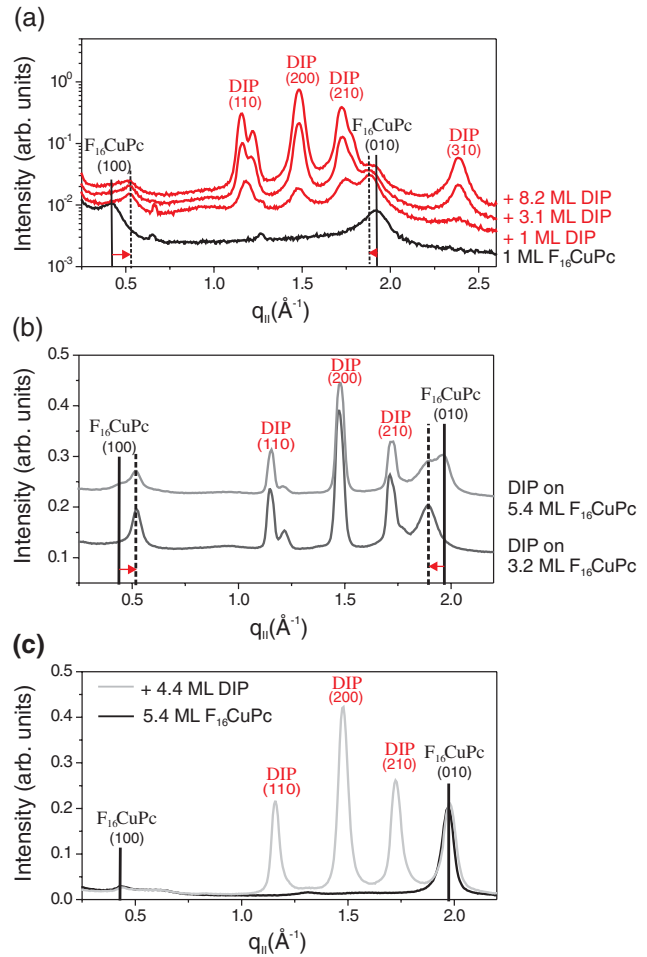 (a)
Intensity (arb. units)
10⁰
10⁻¹
10⁻²
10⁻³
F₁₆CuPc
(100)
DIP
(110)
DIP
(200)
DIP
(210)
F₁₆CuPc
(010)
DIP
(310)
+ 8.2 ML DIP
+ 3.1 ML DIP
+ 1 ML DIP
1 ML F₁₆CuPc
0.5 1.0 1.5 2.0 2.5
q_II(Å⁻¹)
(b)
Intensity (arb. units)
0.5
0.4
0.3
0.2
0.1
F₁₆CuPc
(100)
DIP
(110)
DIP
(200)
DIP
(210)
F₁₆CuPc
(010)
DIP on
5.4 ML F₁₆CuPc
DIP on
3.2 ML F₁₆CuPc
0.5 1.0 1.5 2.0
q_II(Å⁻¹)
(c)
Intensity (arb. units)
0.5
0.4
0.3
0.2
0.1
0.0
+ 4.4 ML DIP
5.4 ML F₁₆CuPc
F₁₆CuPc
(100)
DIP
(110)
DIP
(200)
DIP
(210)
F₁₆CuPc
(010)
0.5 1.0 1.5 2.0
q_II(Å⁻¹)